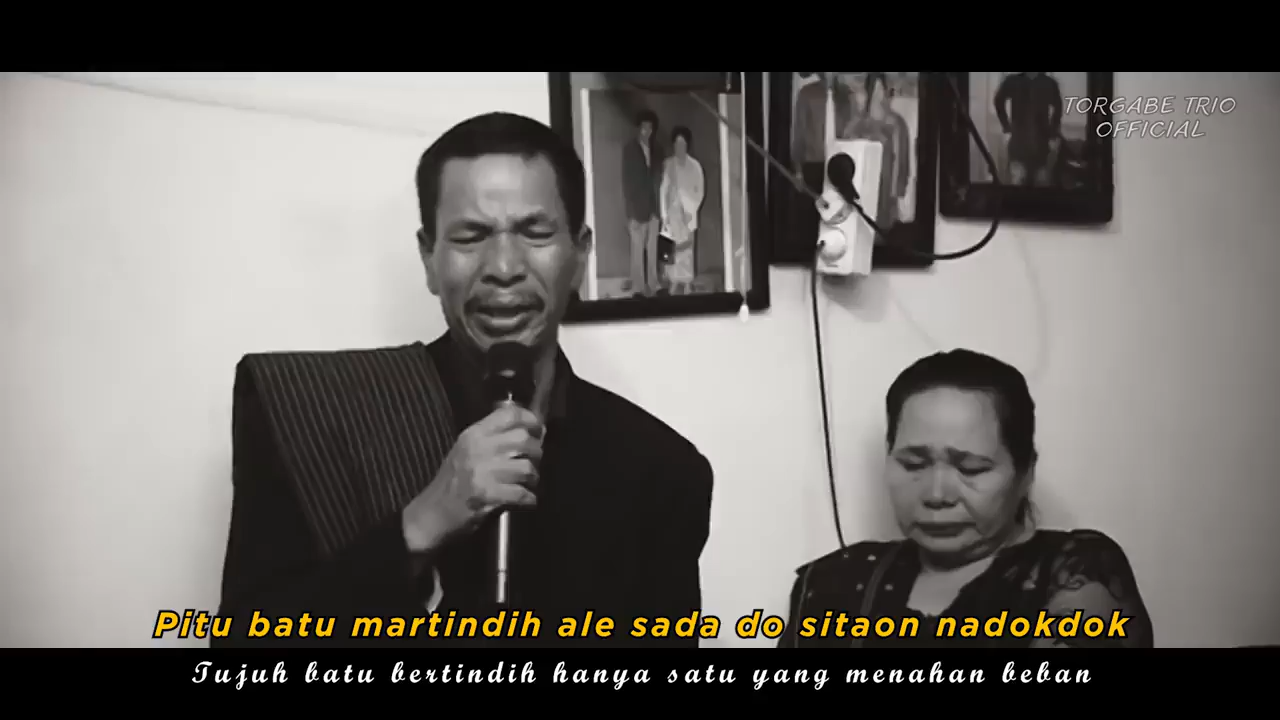 TORGABE TRIO
OFFICIAL
Pitu batu martindih ale sada do sitaon nadokdok
Tujuh batu bertindih hanya satu yang menahan beban